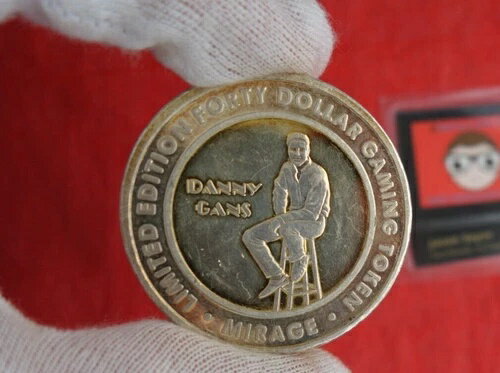 LIMITED EDITION FORTY DOLLAR GAMING TOKEN
DANNY
GANS
• MIRAGE •